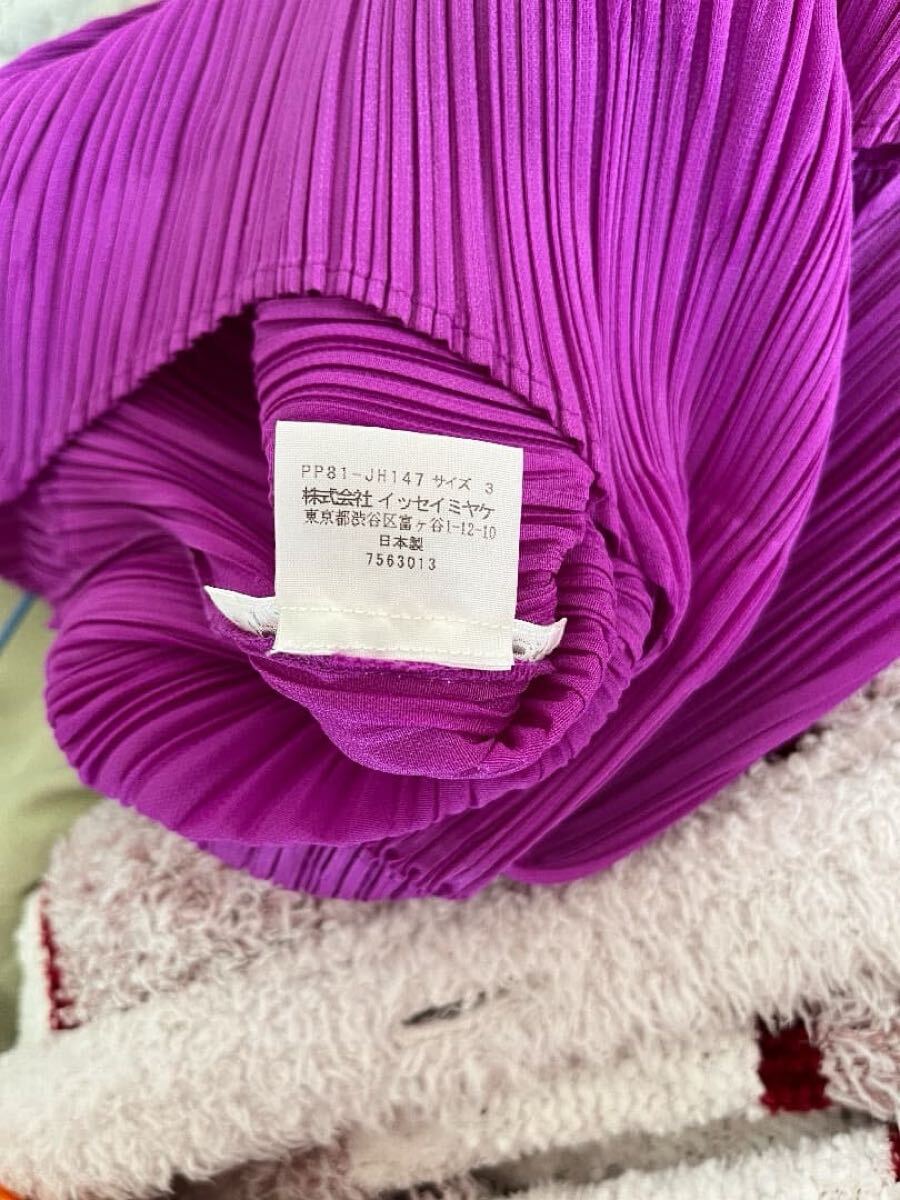 PP81-JH147 サイズ 3
株式会社 イッセイミヤケ
東京都渋谷区富ヶ谷1-12-10
日本製
7563013